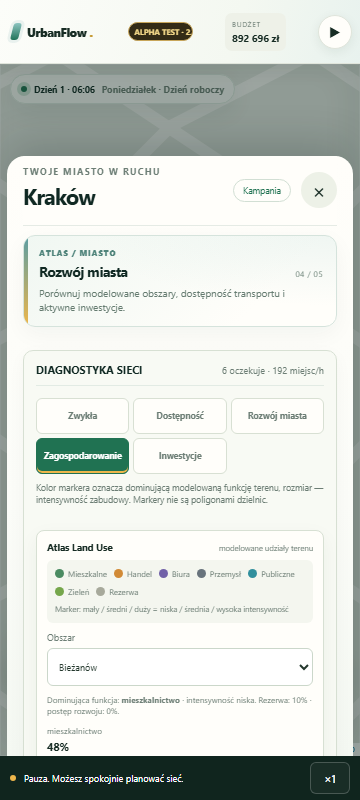 UrbanFlow.
ALPHA TEST · 2
BUDŻET
892 696 zł
Dzień 1 · 06:06 Poniedziałek · Dzień roboczy
TWOJE MIASTO W RUCHU
Kraków
Kampania
×
ATLAS / MIASTO
Rozwój miasta
04 / 05
Porównuj modelowane obszary, dostępność transportu i
aktywne inwestycje.
DIAGNOSTYKA SIECI
6 oczekuje · 192 miejsc/h
Zwykła
Dostępność
Rozwój miasta
Zagospodarowanie
Inwestycje
Kolor markera oznacza dominującą modelowaną funkcję terenu, rozmiar —
intensywność zabudowy. Markery nie są poligonami dzielnic.
Atlas Land Use
modelowane udziały terenu
Mieszkalne Handel Biura Przemysł Publiczne
Zieleń Rezerwa
Marker: mały / średni / duży = niska / średnia / wysoka intensywność
Obszar
Bieżanów
Dominująca funkcja: mieszkalnictwo · intensywność niska. Rezerwa: 10% ·
postęp rozwoju: 0%.
mieszkalnictwo
48%
Pauza. Możesz spokojnie planować sieć.
×1